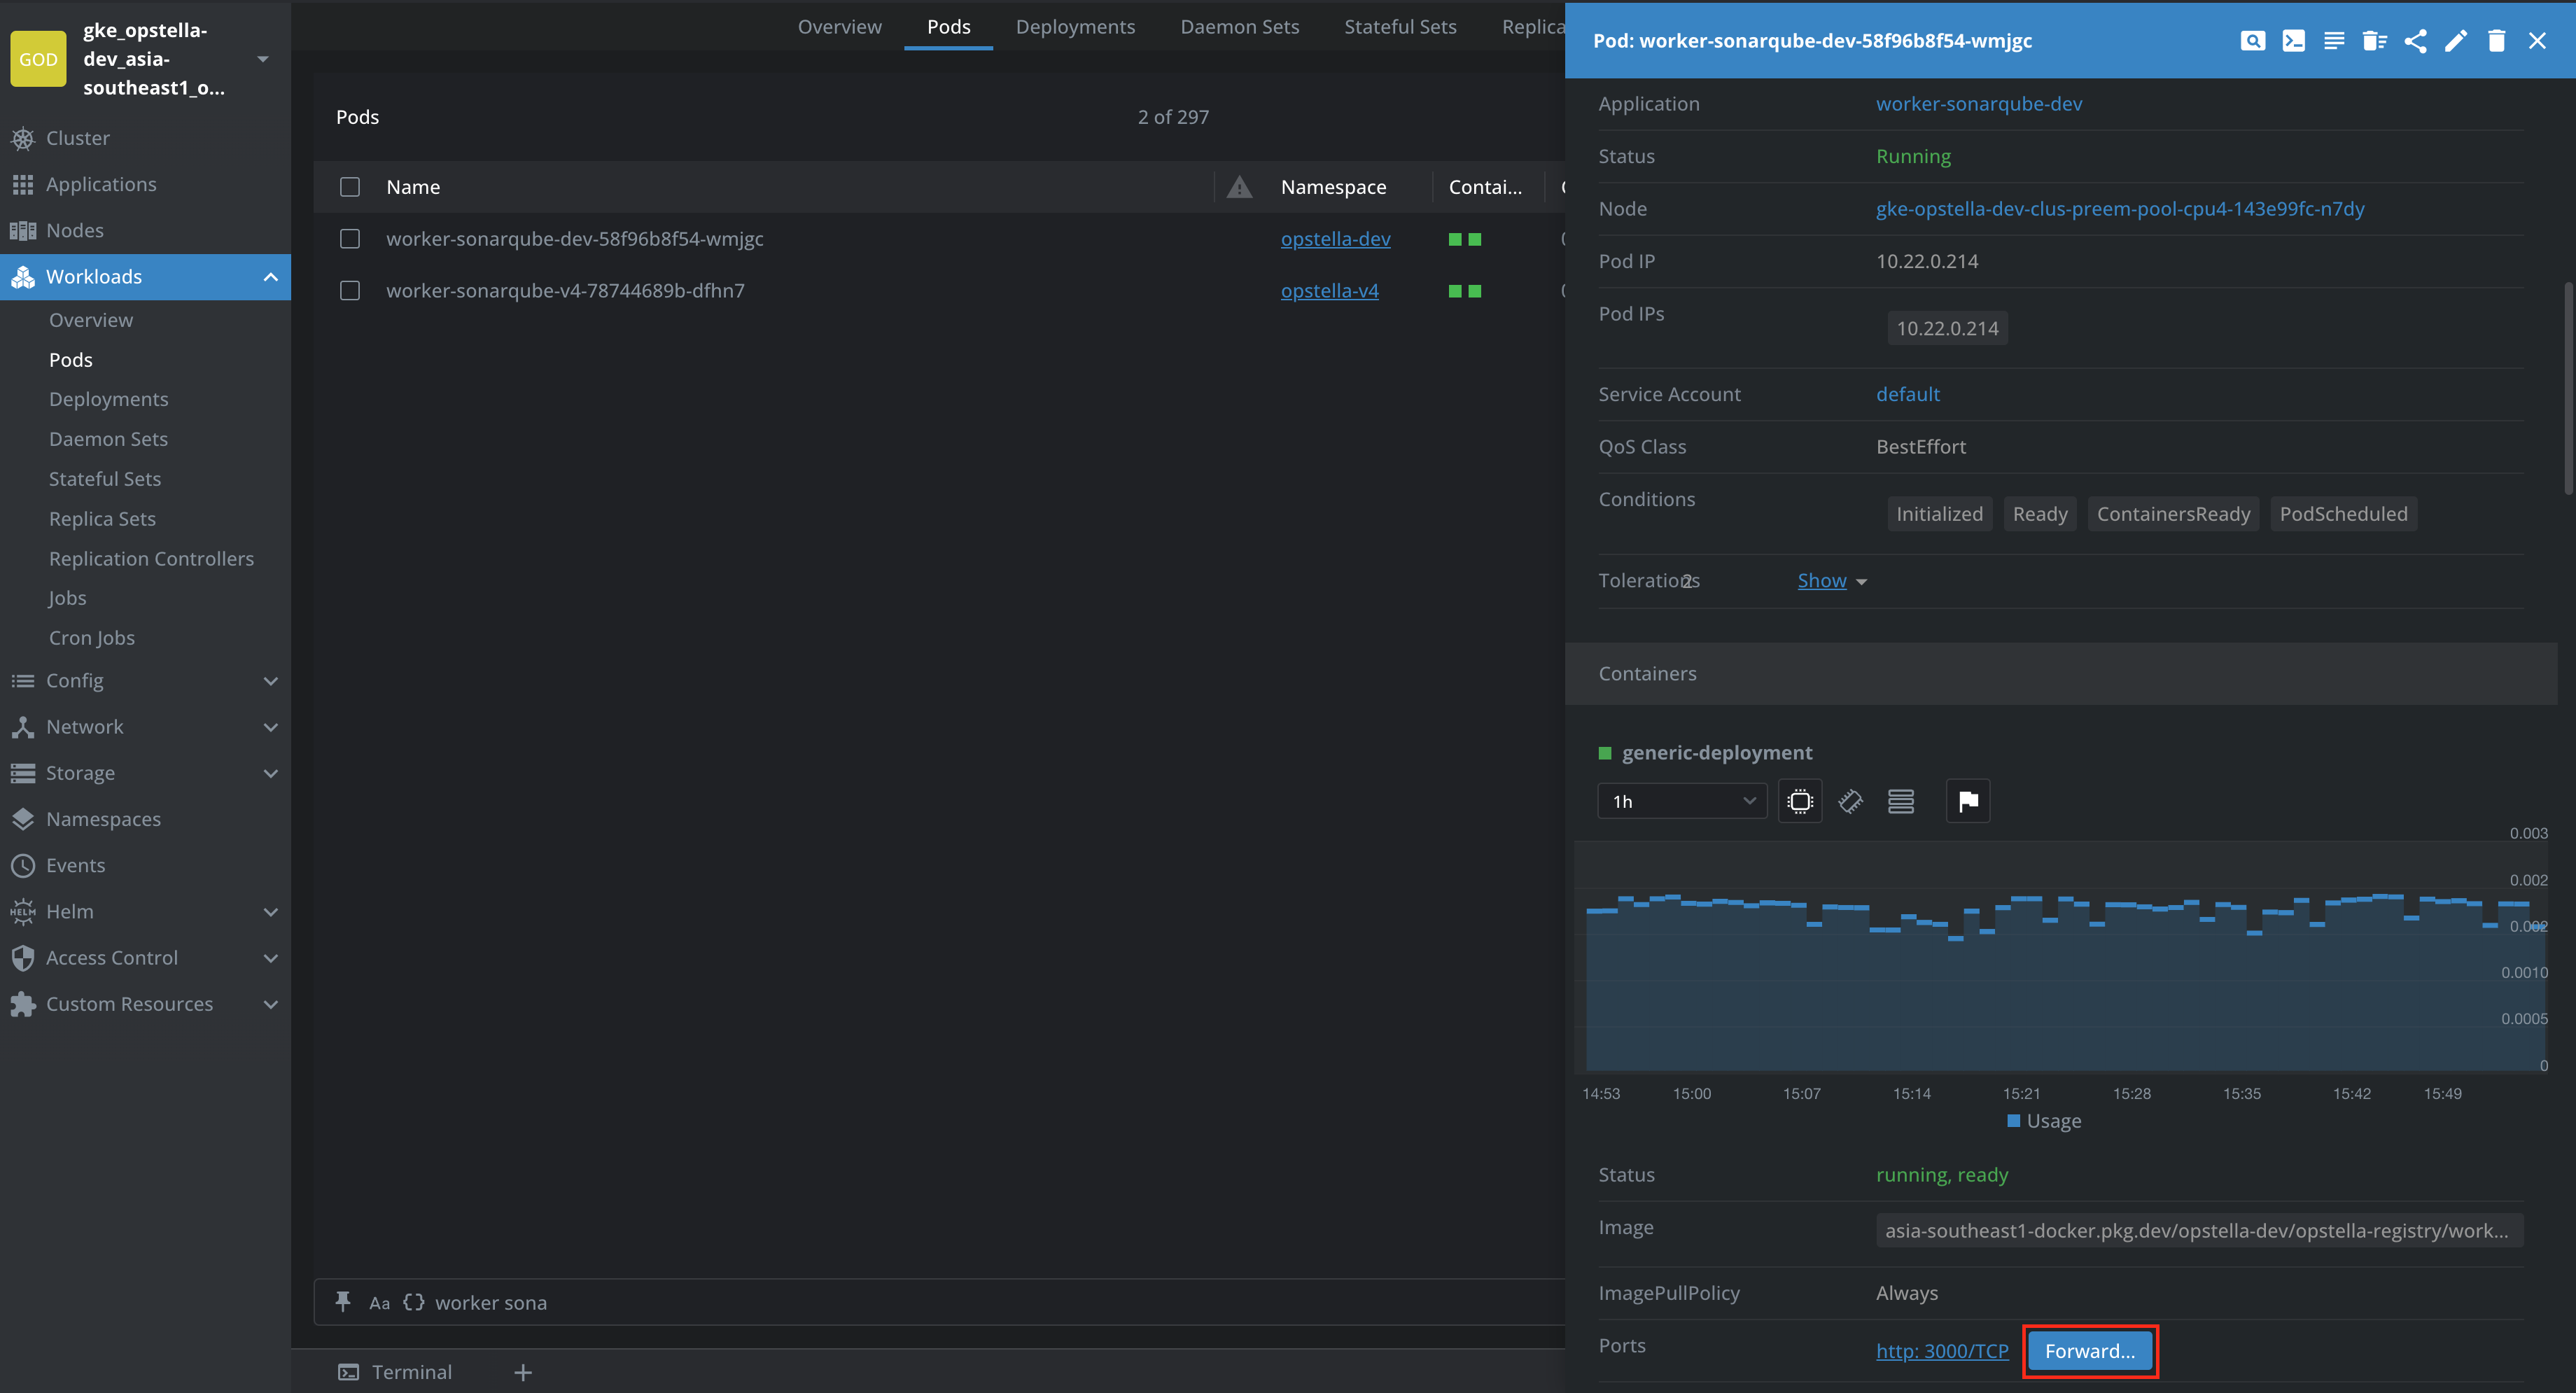 GOD
gke_opstella-
dev_asia-
southeast1_o...
Cluster
Applications
Nodes
Workloads
Overview
Pods
Deployments
Daemon Sets
Stateful Sets
Replica Sets
Replication Controllers
Jobs
Cron Jobs
Config
Network
Storage
Namespaces
Events
HELM
Helm
Access Control
Custom Resources
Overview Pods Deployments Daemon Sets Stateful Sets Replica
Pods 2 of 297
Name Namespace Contai...
worker-sonarqube-dev-58f96b8f54-wmjgc opstella-dev
worker-sonarqube-v4-78744689b-dfhn7 opstella-v4
Aa {} worker sona
Terminal +
Pod: worker-sonarqube-dev-58f96b8f54-wmjgc
Application worker-sonarqube-dev
Status Running
Node gke-opstella-dev-clus-preem-pool-cpu4-143e99fc-n7dy
Pod IP 10.22.0.214
Pod IPs 10.22.0.214
Service Account default
QoS Class BestEffort
Conditions Initialized Ready ContainersReady PodScheduled
Tolerations 2 Show
Containers
generic-deployment
1h
0.003
0.002
0.002
0.0010
0.0005
0
14:53 15:00 15:07 15:14 15:21 15:28 15:35 15:42 15:49
Usage
Status running, ready
Image asia-southeast1-docker.pkg.dev/opstella-dev/opstella-registry/work...
ImagePullPolicy Always
Ports http: 3000/TCP Forward...